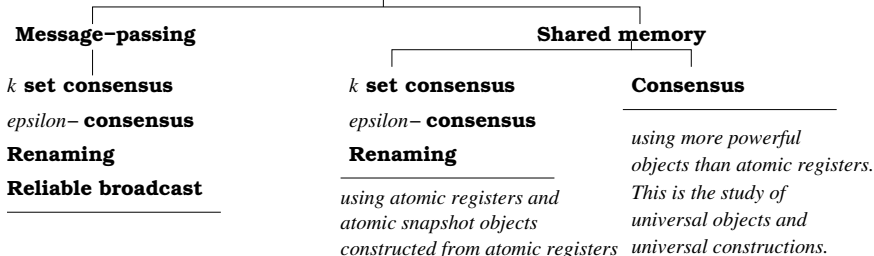 Message−passing
Shared memory
k set consensus
epsilon− consensus
Renaming
Reliable broadcast
k set consensus
epsilon− consensus
Renaming
using atomic registers and
atomic snapshot objects
constructed from atomic registers
Consensus
using more powerful
objects than atomic registers.
This is the study of
universal objects and
universal constructions.